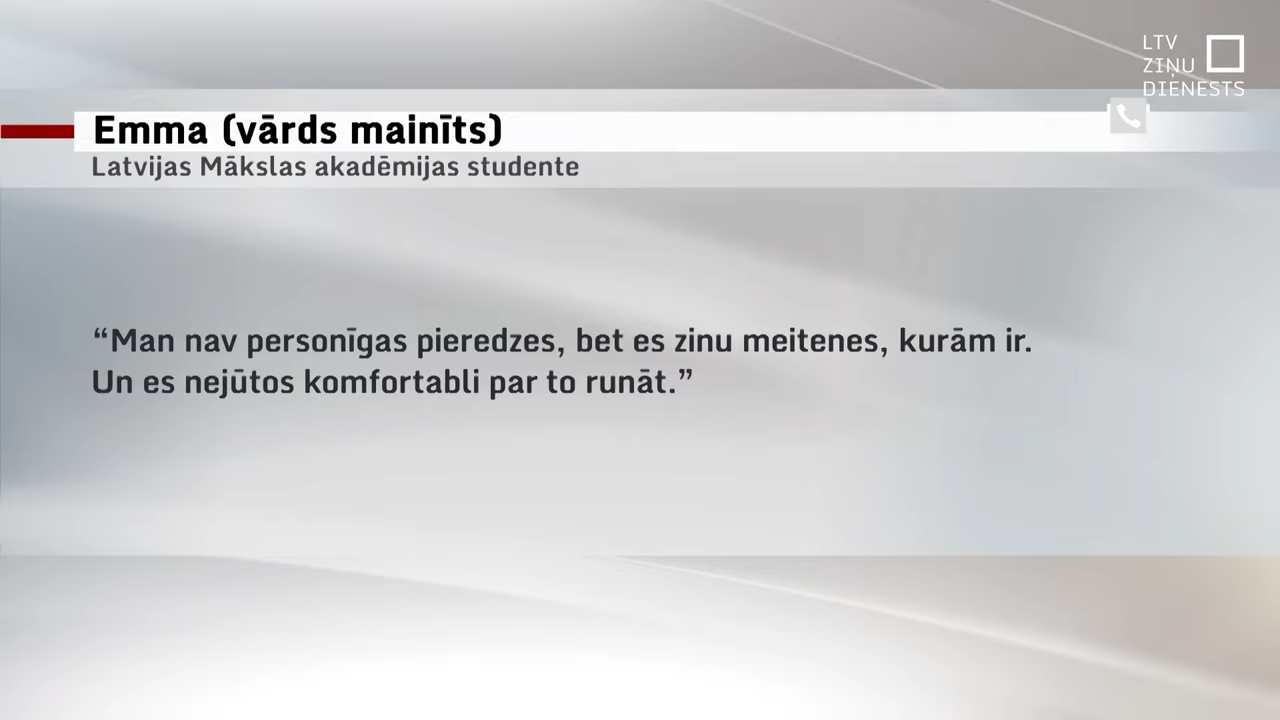 LTV
ZIŅU
DIENESTS
Emma (vārds mainīts)
Latvijas Mākslas akadēmijas studente
“Man nav personīgas pieredzes, bet es zinu meitenes, kurām ir.
Un es nejūtos komfortabli par to runāt.”